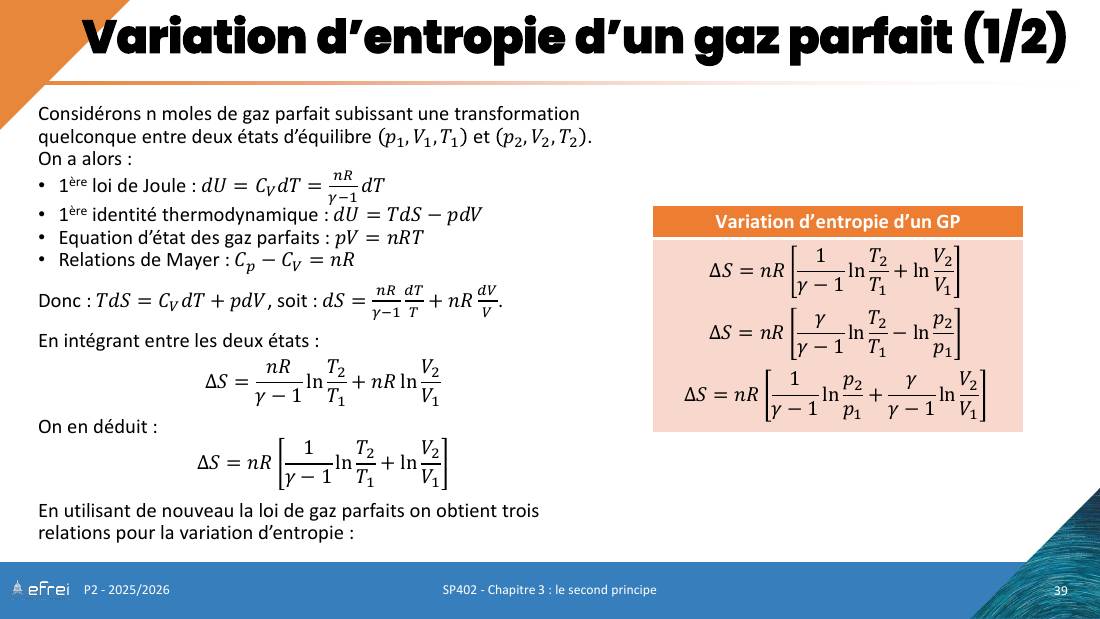 Variation d’entropie d’un gaz parfait (1/2)
Considérons n moles de gaz parfait subissant une transformation
quelconque entre deux états d’équilibre (𝑝₁, 𝑉₁, 𝑇₁) et (𝑝₂, 𝑉₂, 𝑇₂).
On a alors :
• 1ère loi de Joule : 𝑑𝑈 = 𝐶_𝑉 𝑑𝑇 = 𝑛𝑅/(𝛾−1) 𝑑𝑇
• 1ère identité thermodynamique : 𝑑𝑈 = 𝑇𝑑𝑆 − 𝑝𝑑𝑉
• Equation d’état des gaz parfaits : 𝑝𝑉 = 𝑛𝑅𝑇
• Relations de Mayer : 𝐶_𝑝 − 𝐶_𝑉 = 𝑛𝑅
Donc : 𝑇𝑑𝑆 = 𝐶_𝑉 𝑑𝑇 + 𝑝𝑑𝑉, soit : 𝑑𝑆 = 𝑛𝑅/(𝛾−1) 𝑑𝑇/𝑇 + 𝑛𝑅 𝑑𝑉/𝑉.
En intégrant entre les deux états :
Δ𝑆 = 𝑛𝑅/(𝛾 − 1) ln 𝑇₂/𝑇₁ + 𝑛𝑅 ln 𝑉₂/𝑉₁
On en déduit :
Δ𝑆 = 𝑛𝑅 [1/(𝛾 − 1) ln 𝑇₂/𝑇₁ + ln 𝑉₂/𝑉₁]
En utilisant de nouveau la loi de gaz parfaits on obtient trois
relations pour la variation d’entropie :
Variation d’entropie d’un GP
Δ𝑆 = 𝑛𝑅 [1/(𝛾 − 1) ln 𝑇₂/𝑇₁ + ln 𝑉₂/𝑉₁]
Δ𝑆 = 𝑛𝑅 [𝛾/(𝛾 − 1) ln 𝑇₂/𝑇₁ − ln 𝑝₂/𝑝₁]
Δ𝑆 = 𝑛𝑅 [1/(𝛾 − 1) ln 𝑝₂/𝑝₁ + 𝛾/(𝛾 − 1) ln 𝑉₂/𝑉₁]
efrei P2 - 2025/2026
SP402 - Chapitre 3 : le second principe
39